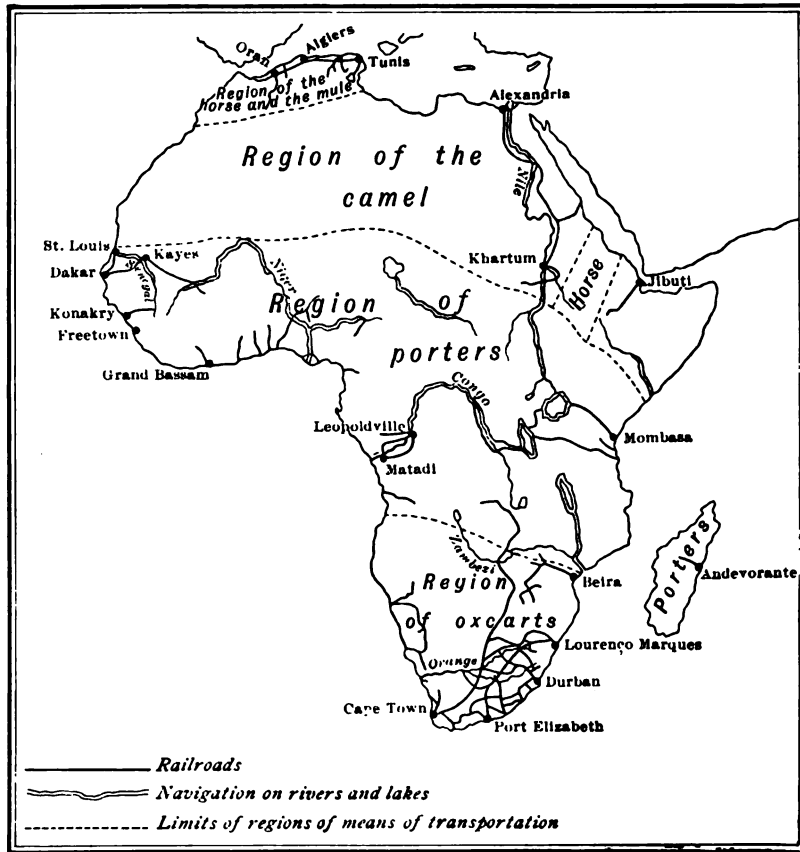 Oran
Algiers
Tunis
Region of the
horse and the mule
Alexandria
Region of the
camel
Nile
St. Louis
Kayes
Dakar
Senegal
Khartum
Horse
Jibuti
Niger
Konakry
Region of
Freetown
porters
Grand Bassam
Congo
Leopoldville
Mombasa
Matadi
Zambezi
Porters
Andevorante
Beira
Region
of oxcarts
Lourenço Marques
Orange
Durban
Cape Town
Port Elizabeth
Railroads
Navigation on rivers and lakes
Limits of regions of means of transportation